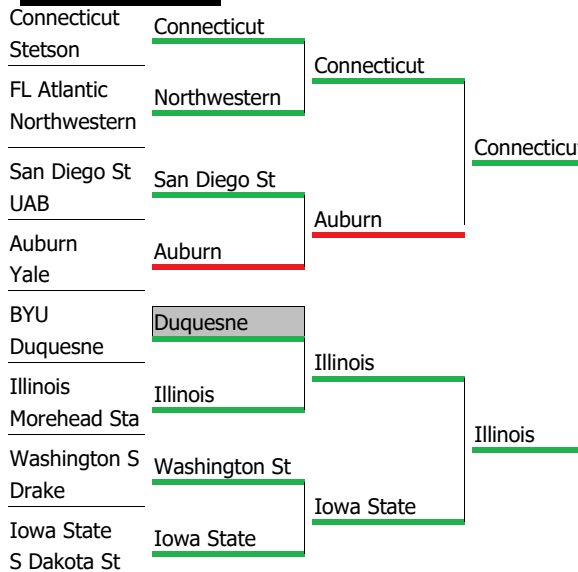 Connecticut
Stetson
FL Atlantic
Northwestern
San Diego St
UAB
Auburn
Yale
BYU
Duquesne
Illinois
Morehead Sta
Washington S
Drake
Iowa State
S Dakota St
Connecticut
Northwestern
San Diego St
Auburn
Duquesne
Illinois
Washington St
Iowa State
Connecticut
Auburn
Illinois
Iowa State
Connecticut
Illinois